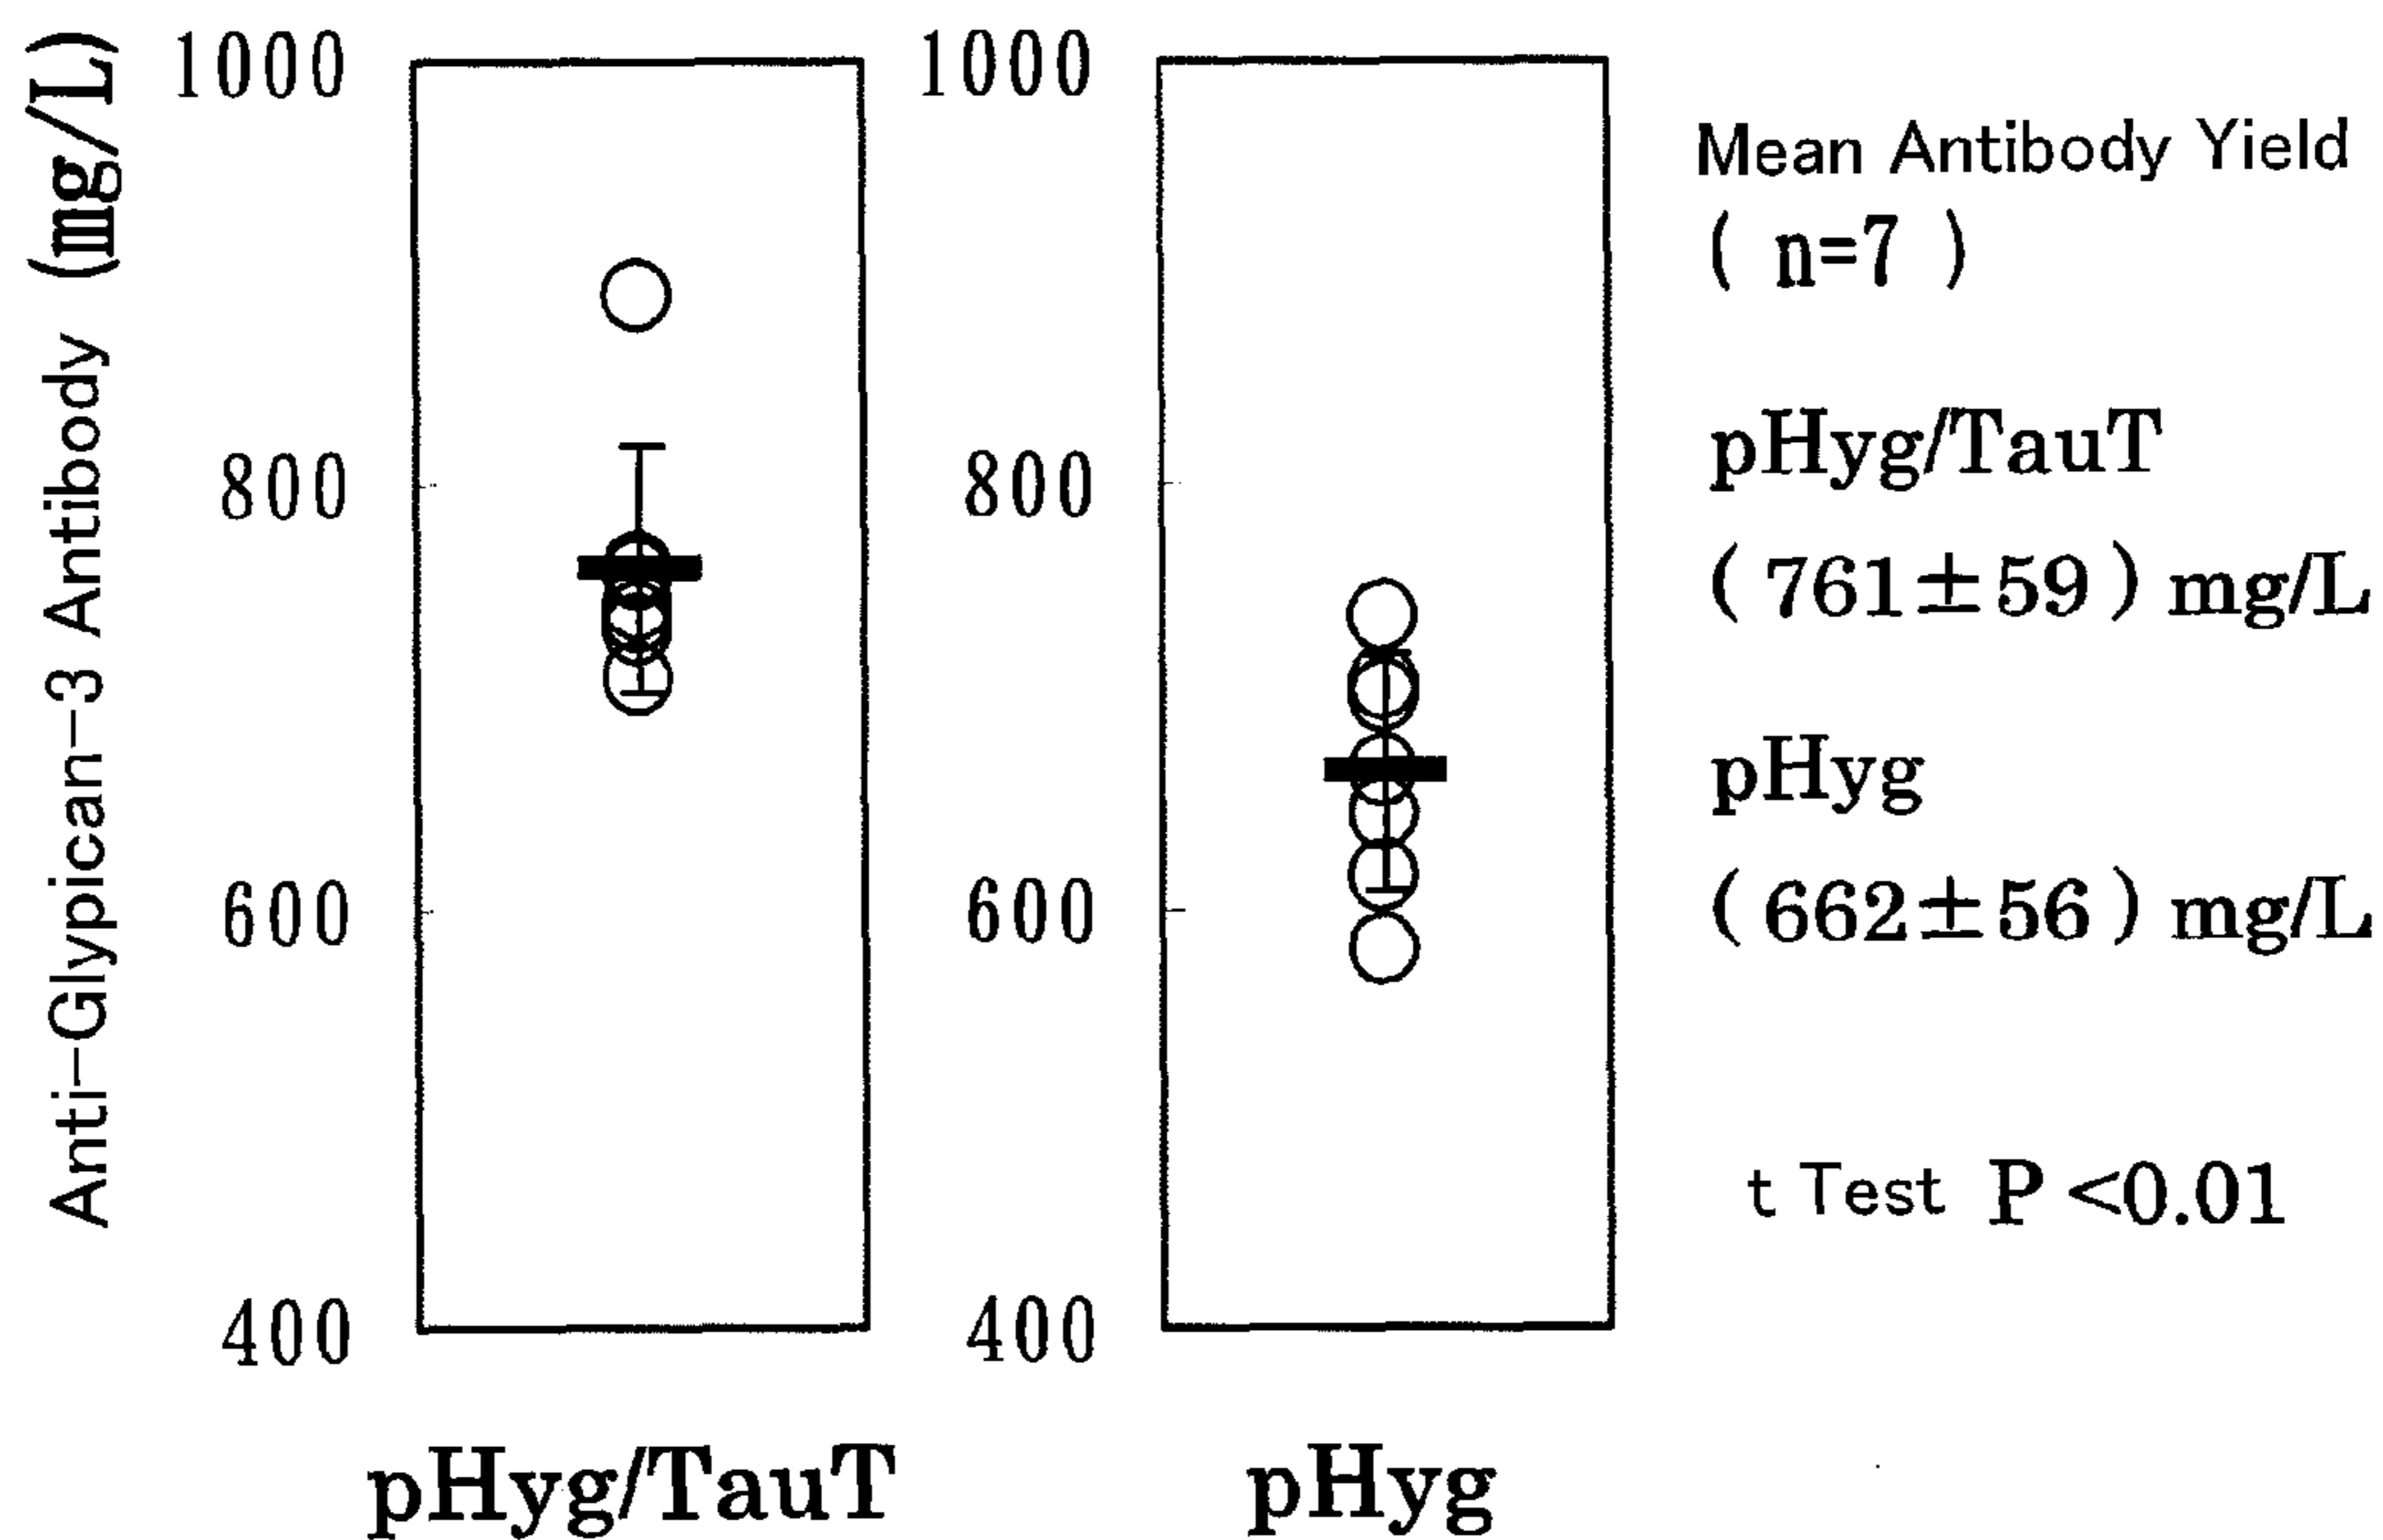 Anti-Glypican-3 Antibody (mg/L)
1000
800
600
400
pHyg/TauT
1000
800
600
400
pHyg
Mean Antibody Yield
( n=7 )
pHyg/TauT
( 761±59 ) mg/L
pHyg
( 662±56 ) mg/L
t Test P <0.01